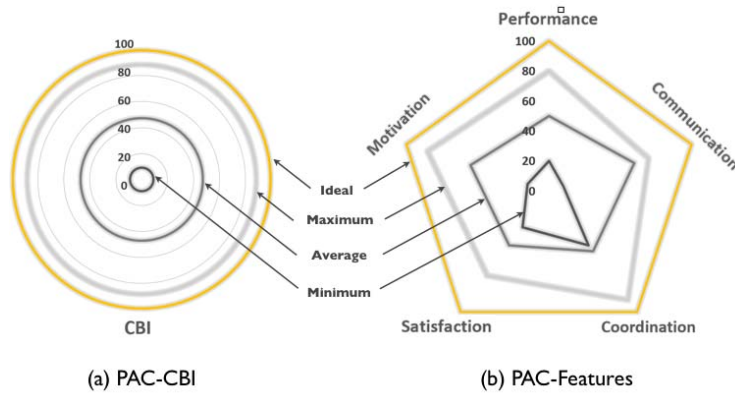 100
80
60
40
20
0
CBI
Ideal
Maximum
Average
Minimum
Performance
100
80
60
40
20
0
Motivation
Communication
Satisfaction
Coordination
(a) PAC-CBI
(b) PAC-Features